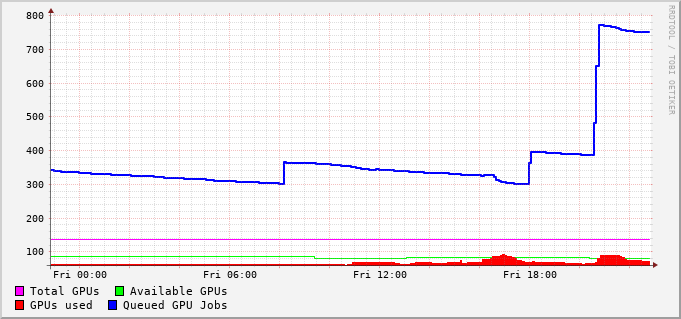 800
700
600
500
400
300
200
100
Fri 00:00 Fri 06:00 Fri 12:00 Fri 18:00
Total GPUs Available GPUs
GPUs used Queued GPU Jobs
RRDTOOL / TOBI OETIKER